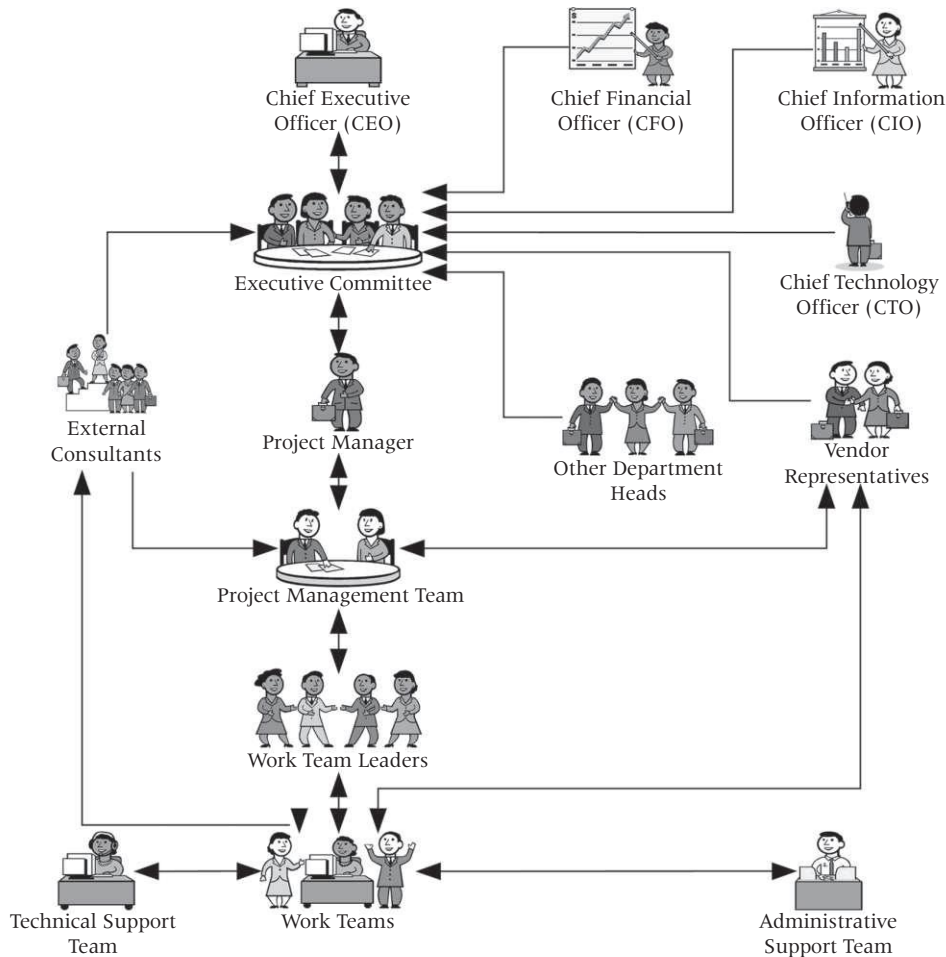 Chief Executive
Officer (CEO)
Chief Financial
Officer (CFO)
Chief Information
Officer (CIO)
$
Executive Committee
Chief Technology
Officer (CTO)
External
Consultants
Project Manager
Other Department
Heads
Vendor
Representatives
Project Management Team
Work Team Leaders
Technical Support
Team
Work Teams
Administrative
Support Team